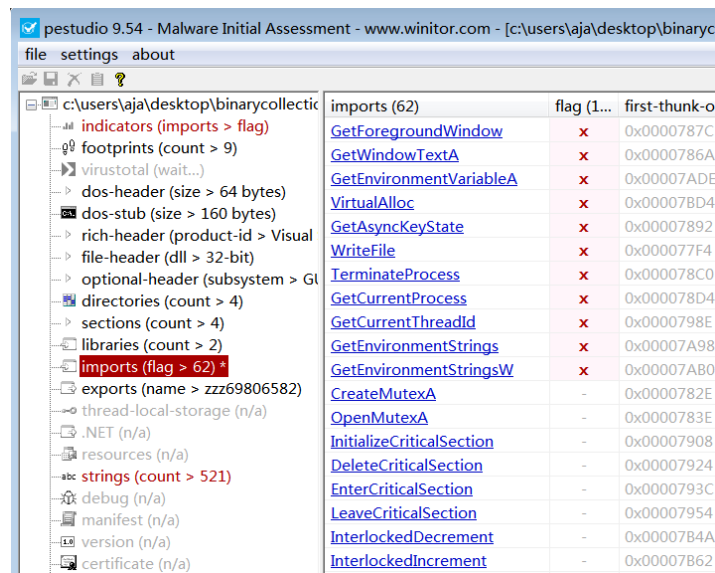 pestudio 9.54 - Malware Initial Assessment - www.winitor.com - [c:\users\aja\desktop\binaryc
file settings about
c:\users\aja\desktop\binarycollectic
indicators (imports > flag)
footprints (count > 9)
virustotal (wait...)
dos-header (size > 64 bytes)
dos-stub (size > 160 bytes)
rich-header (product-id > Visual
file-header (dll > 32-bit)
optional-header (subsystem > GU
directories (count > 4)
sections (count > 4)
libraries (count > 2)
imports (flag > 62) *
exports (name > zzz69806582)
thread-local-storage (n/a)
.NET (n/a)
resources (n/a)
abc strings (count > 521)
debug (n/a)
manifest (n/a)
1.0 version (n/a)
certificate (n/a)
imports (62) flag (1... first-thunk-o
GetForegroundWindow x 0x0000787C
GetWindowTextA x 0x0000786A
GetEnvironmentVariableA x 0x00007ADE
VirtualAlloc x 0x00007BD4
GetAsyncKeyState x 0x00007892
WriteFile x 0x000077F4
TerminateProcess x 0x000078C0
GetCurrentProcess x 0x000078D4
GetCurrentThreadId x 0x0000798E
GetEnvironmentStrings x 0x00007A98
GetEnvironmentStringsW x 0x00007AB0
CreateMutexA - 0x0000782E
OpenMutexA - 0x0000783E
InitializeCriticalSection - 0x00007908
DeleteCriticalSection - 0x00007924
EnterCriticalSection - 0x0000793C
LeaveCriticalSection - 0x00007954
InterlockedDecrement - 0x00007B4A
InterlockedIncrement - 0x00007B62